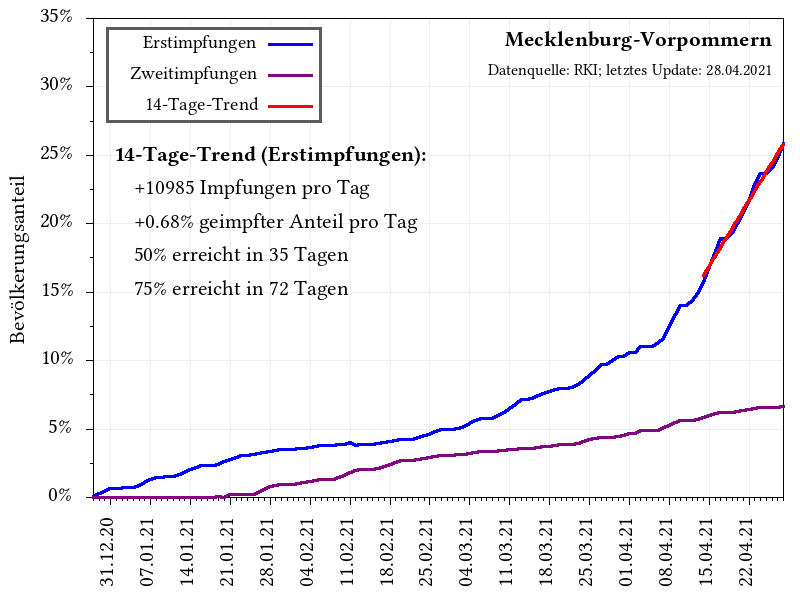 35%
30%
25%
20%
15%
10%
5%
0%
Bevölkerungsanteil
Erstimpfungen
Zweitimpfungen
14-Tage-Trend
Mecklenburg-Vorpommern
Datenquelle: RKI; letztes Update: 28.04.2021
14-Tage-Trend (Erstimpfungen):
+10985 Impfungen pro Tag
+0.68% geimpfter Anteil pro Tag
50% erreicht in 35 Tagen
75% erreicht in 72 Tagen
31.12.20
07.01.21
14.01.21
21.01.21
28.01.21
04.02.21
11.02.21
18.02.21
25.02.21
04.03.21
11.03.21
18.03.21
25.03.21
01.04.21
08.04.21
15.04.21
22.04.21